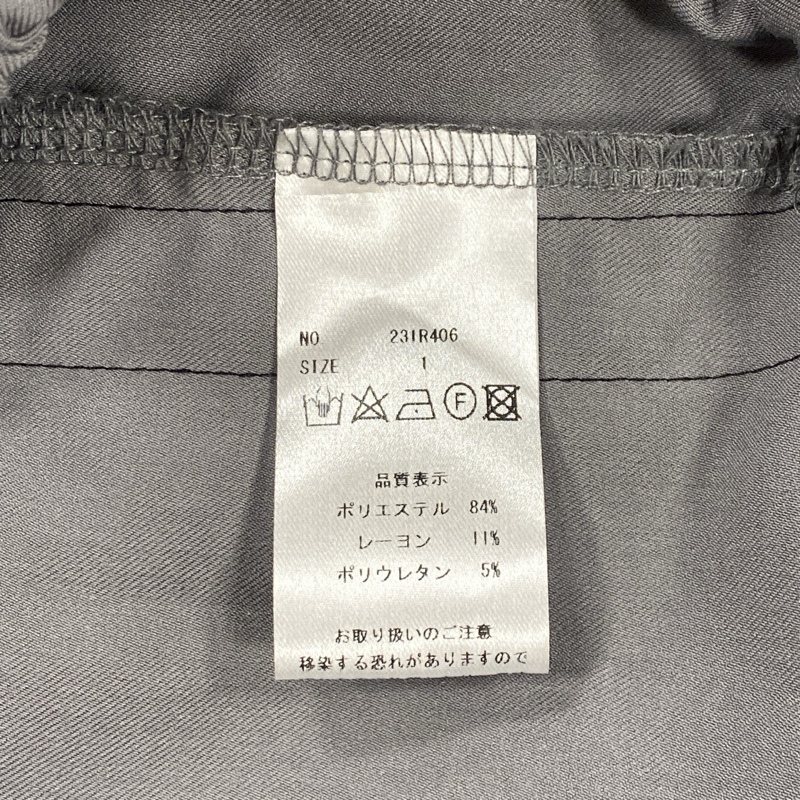 NO 231R406
SIZE 1
F
品質表示
ポリエステル 84%
レーヨン 11%
ポリウレタン 5%
お取り扱いのご注意
移染する恐れがありますので